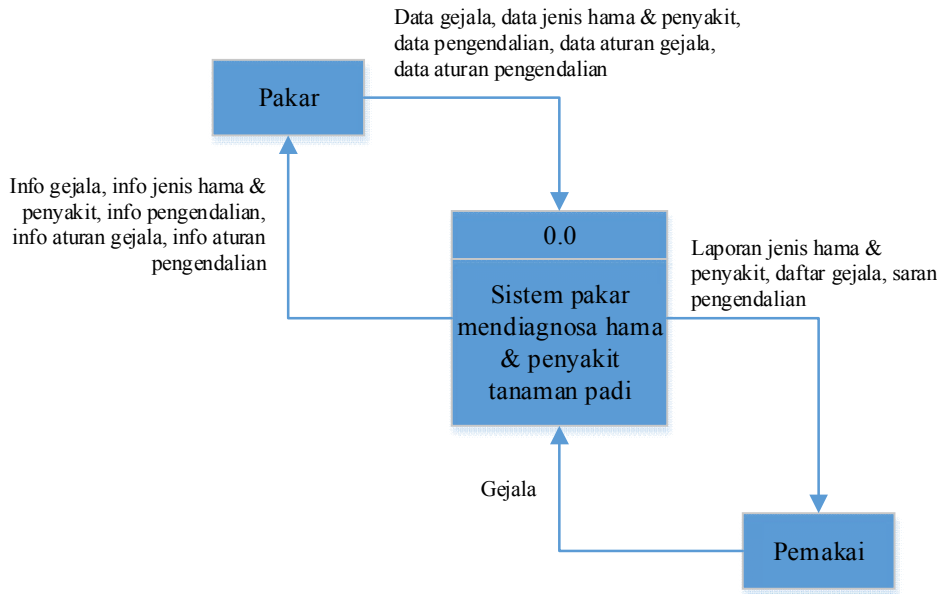 Data gejala, data jenis hama & penyakit,
data pengendalian, data aturan gejala,
data aturan pengendalian
Pakar
Info gejala, info jenis hama &
penyakit, info pengendalian,
info aturan gejala, info aturan
pengendalian
0.0
Sistem pakar
mendiagnosa hama
& penyakit
tanaman padi
Laporan jenis hama &
penyakit, daftar gejala, saran
pengendalian
Gejala
Pemakai